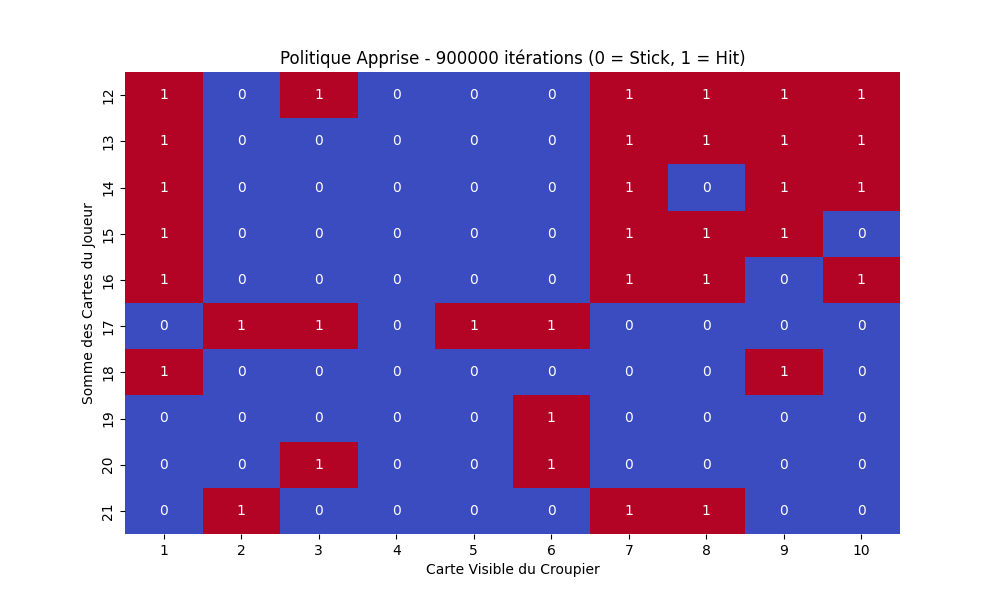 Politique Apprise - 900000 itérations (0 = Stick, 1 = Hit)
Somme des Cartes du Joueur
12 1 0 1 0 0 0 1 1 1 1
13 1 0 0 0 0 0 1 1 1 1
14 1 0 0 0 0 0 1 0 1 1
15 1 0 0 0 0 0 1 1 1 0
16 1 0 0 0 0 0 1 1 0 1
17 0 1 1 0 1 1 0 0 0 0
18 1 0 0 0 0 0 0 0 1 0
19 0 0 0 0 0 1 0 0 0 0
20 0 0 1 0 0 1 0 0 0 0
21 0 1 0 0 0 0 1 1 0 0
1 2 3 4 5 6 7 8 9 10
Carte Visible du Croupier